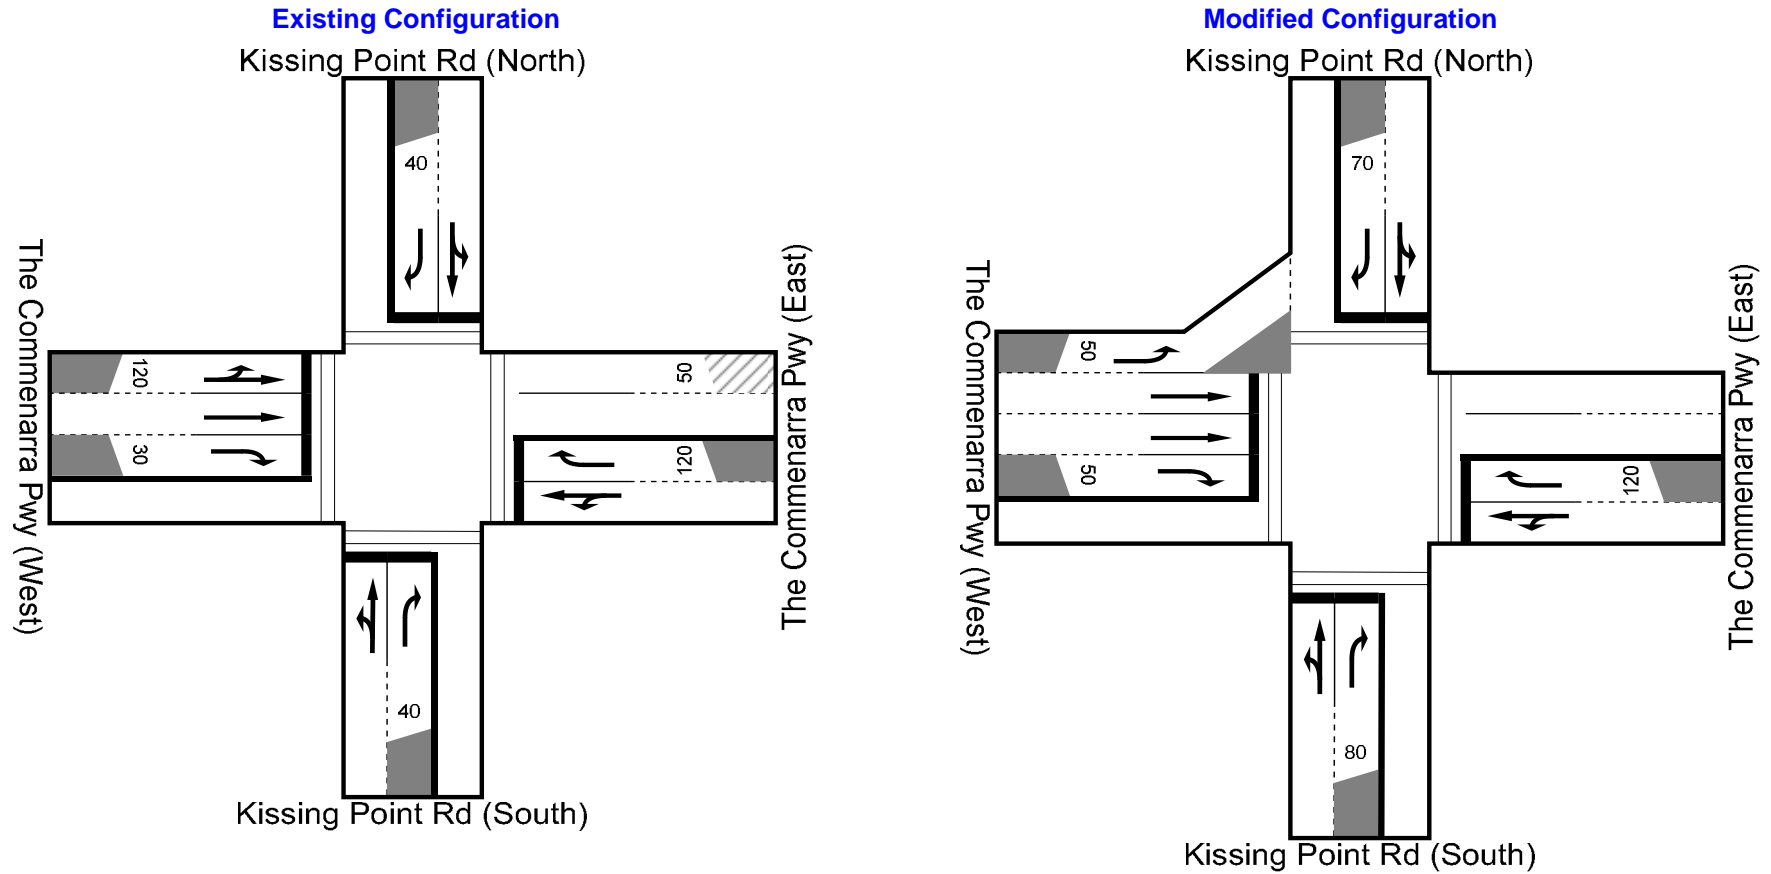 Existing Configuration
Kissing Point Rd (North)
40
The Commenarra Pwy (West)
120
30
50
120
The Commenarra Pwy (East)
40
Kissing Point Rd (South)
Modified Configuration
Kissing Point Rd (North)
70
The Commenarra Pwy (West)
50
50
120
The Commenarra Pwy (East)
80
Kissing Point Rd (South)